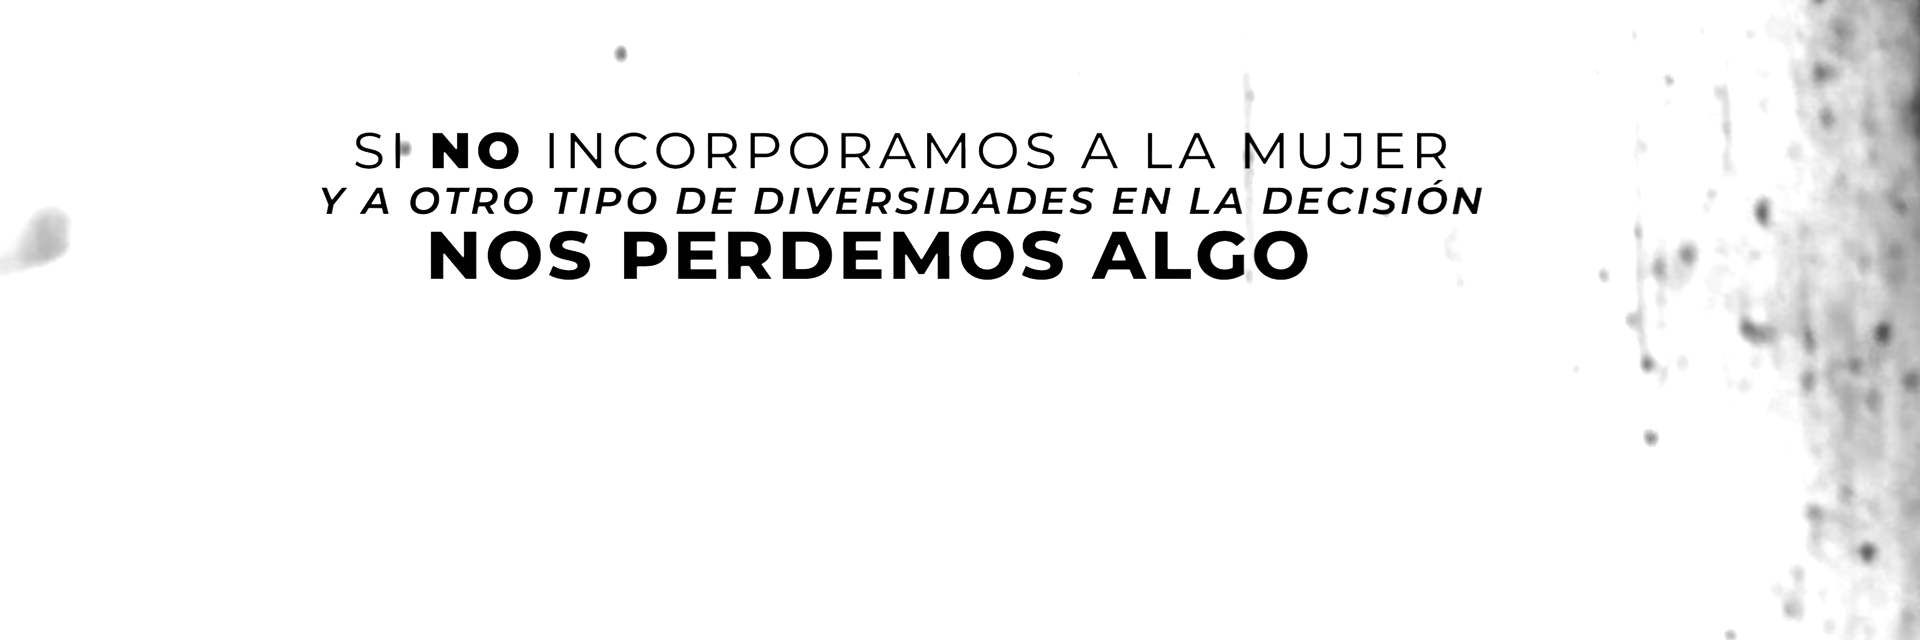 SI NO INCORPORAMOS A LA MUJER
Y A OTRO TIPO DE DIVERSIDADES EN LA DECISIÓN
NOS PERDEMOS ALGO